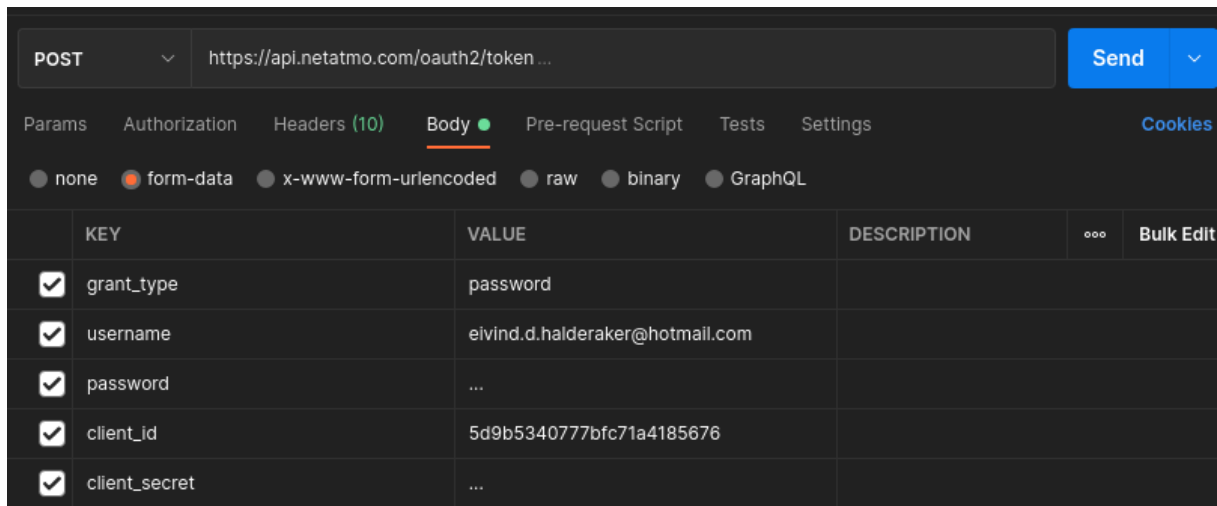 POST https://api.netatmo.com/oauth2/token ... Send
Params Authorization Headers (10) Body Pre-request Script Tests Settings Cookies
none form-data x-www-form-urlencoded raw binary GraphQL
KEY VALUE DESCRIPTION ooo Bulk Edit
grant_type password
username eivind.d.halderaker@hotmail.com
password ...
client_id 5d9b5340777bfc71a4185676
client_secret ...